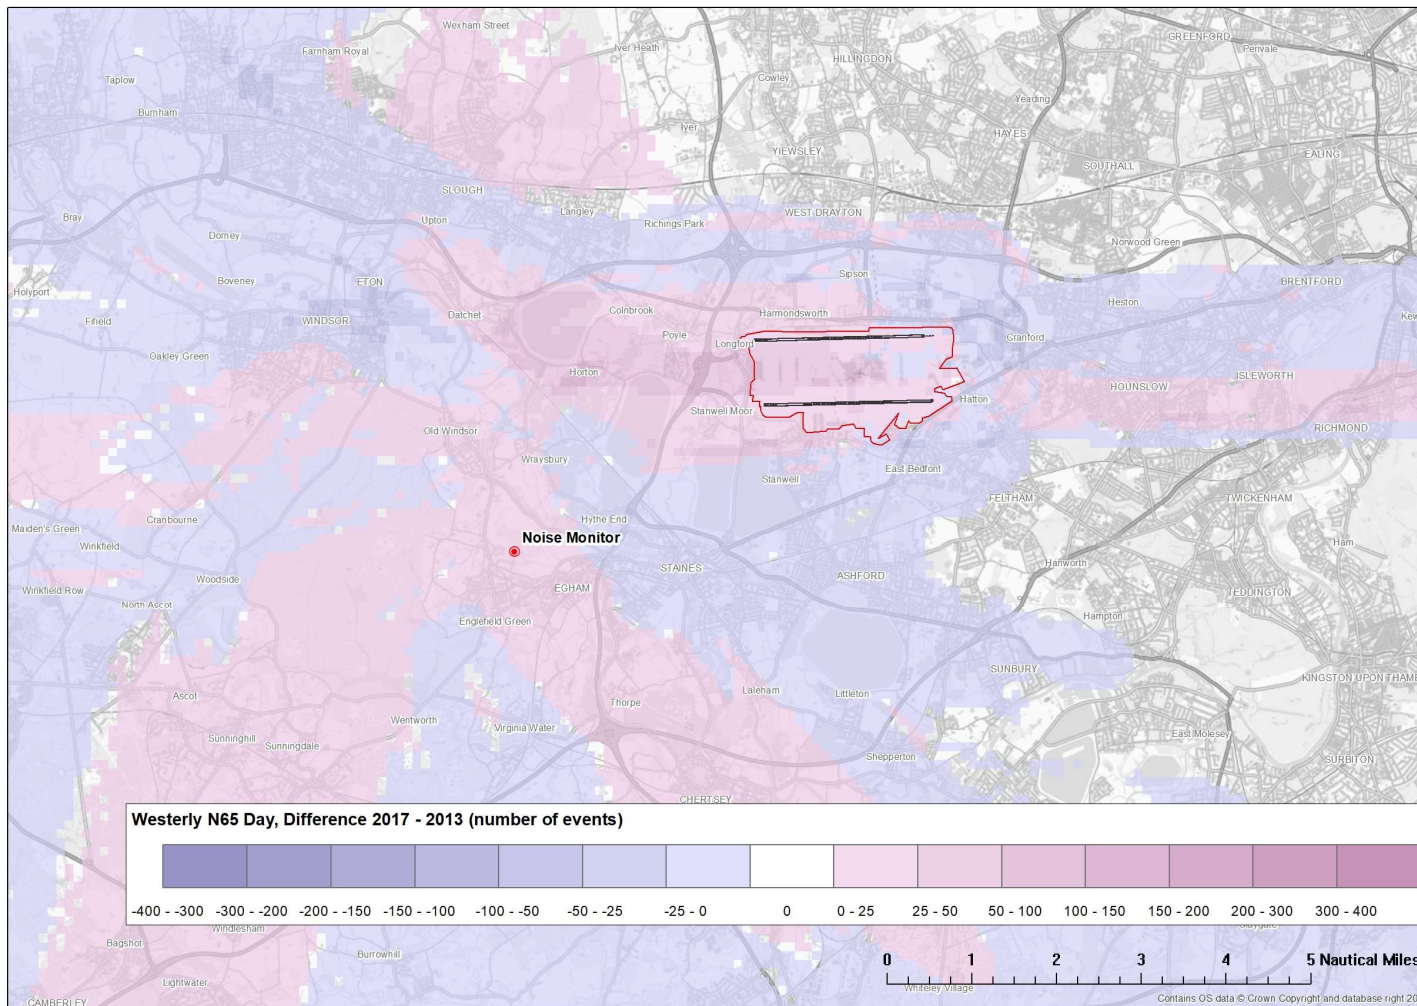 Wexham Street
GREENFORD
Farnham Royal
Iver Heath
Perivale
HILLINGDON
Taplow
Cowley
Yeading
Burnham
Iver
HAYES
YIEWSLEY
EALING
SOUTHALL
SLOUGH
Langley
WEST DRAYTON
Bray
Upton
Richings Park
Dorney
Norwood Green
Sipson
Boveney
ETON
BRENTFORD
Holyport
Heston
Colnbrook
Harmondsworth
Datchet
Kew
Fifield
WINDSOR
Poyle
Longford
Cranford
Oakley Green
Horton
ISLEWORTH
HOUNSLOW
Hatton
Stanwell Moor
Old Windsor
RICHMOND
Wraysbury
East Bedfont
Stanwell
FELTHAM
TWICKENHAM
Cranbourne
Hythe End
Maiden's Green
Noise Monitor
Ham
Winkfield
Hanworth
STAINES
ASHFORD
Woodside
Winkfield Row
EGHAM
TEDDINGTON
North Ascot
Hampton
Englefield Green
SUNBURY
KINGSTON UPON THAME
Ascot
Laleham
Littleton
Thorpe
Wentworth
Virginia Water
East Molesey
Sunninghill
Sunningdale
Shepperton
SURBITON
CHERTSEY
Westerly N65 Day, Difference 2017 - 2013 (number of events)
-400 - -300 -300 - -200 -200 - -150 -150 - -100 -100 - -50 -50 - -25 -25 - 0 0 0 - 25 25 - 50 50 - 100 100 - 150 150 - 200 200 - 300 300 - 400
Windlesham
Bagshot
Burrowhill
0 1 2 3 4 5 Nautical Miles
Lightwater
Whiteley Village
CAMBERLEY
Contains OS data © Crown Copyright and database right 20